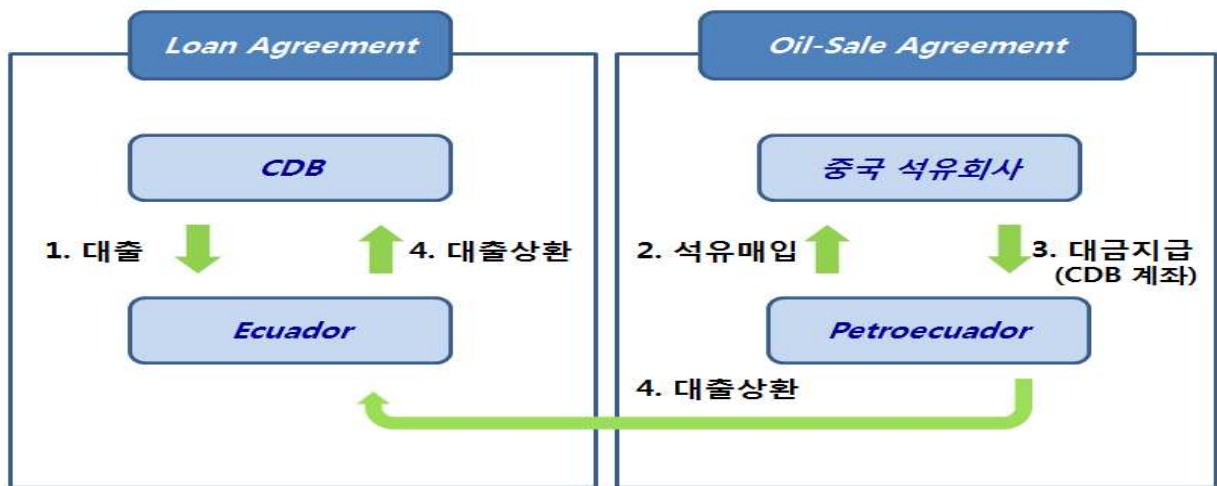 Loan Agreement
CDB
1. 대출
4. 대출상환
Ecuador
Oil-Sale Agreement
중국 석유회사
2. 석유매입
3. 대금지급
(CDB 계좌)
Petroecuador
4. 대출상환